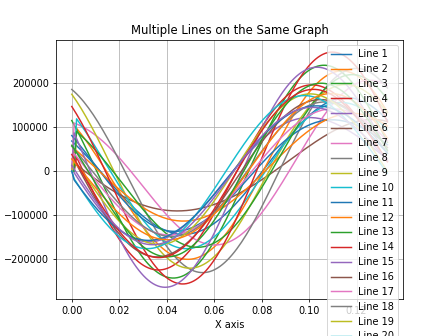 Multiple Lines on the Same Graph
200000
100000
0
−100000
−200000
0.00
0.02
0.04
0.06
0.08
0.10
X axis
Line 1
Line 2
Line 3
Line 4
Line 5
Line 6
Line 7
Line 8
Line 9
Line 10
Line 11
Line 12
Line 13
Line 14
Line 15
Line 16
Line 17
Line 18
Line 19
Line 20